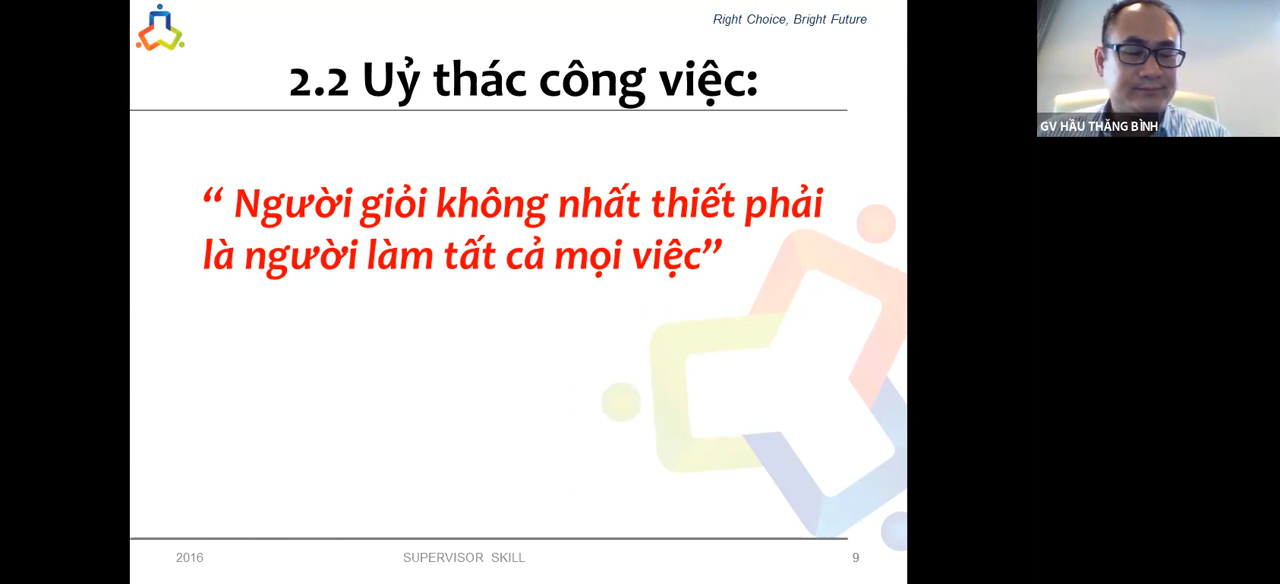 Right Choice, Bright Future
2.2 Uỷ thác công việc:
“ Người giỏi không nhất thiết phải
là người làm tất cả mọi việc”
2016 SUPERVISOR SKILL 9
GV HẦU THĂNG BÌNH